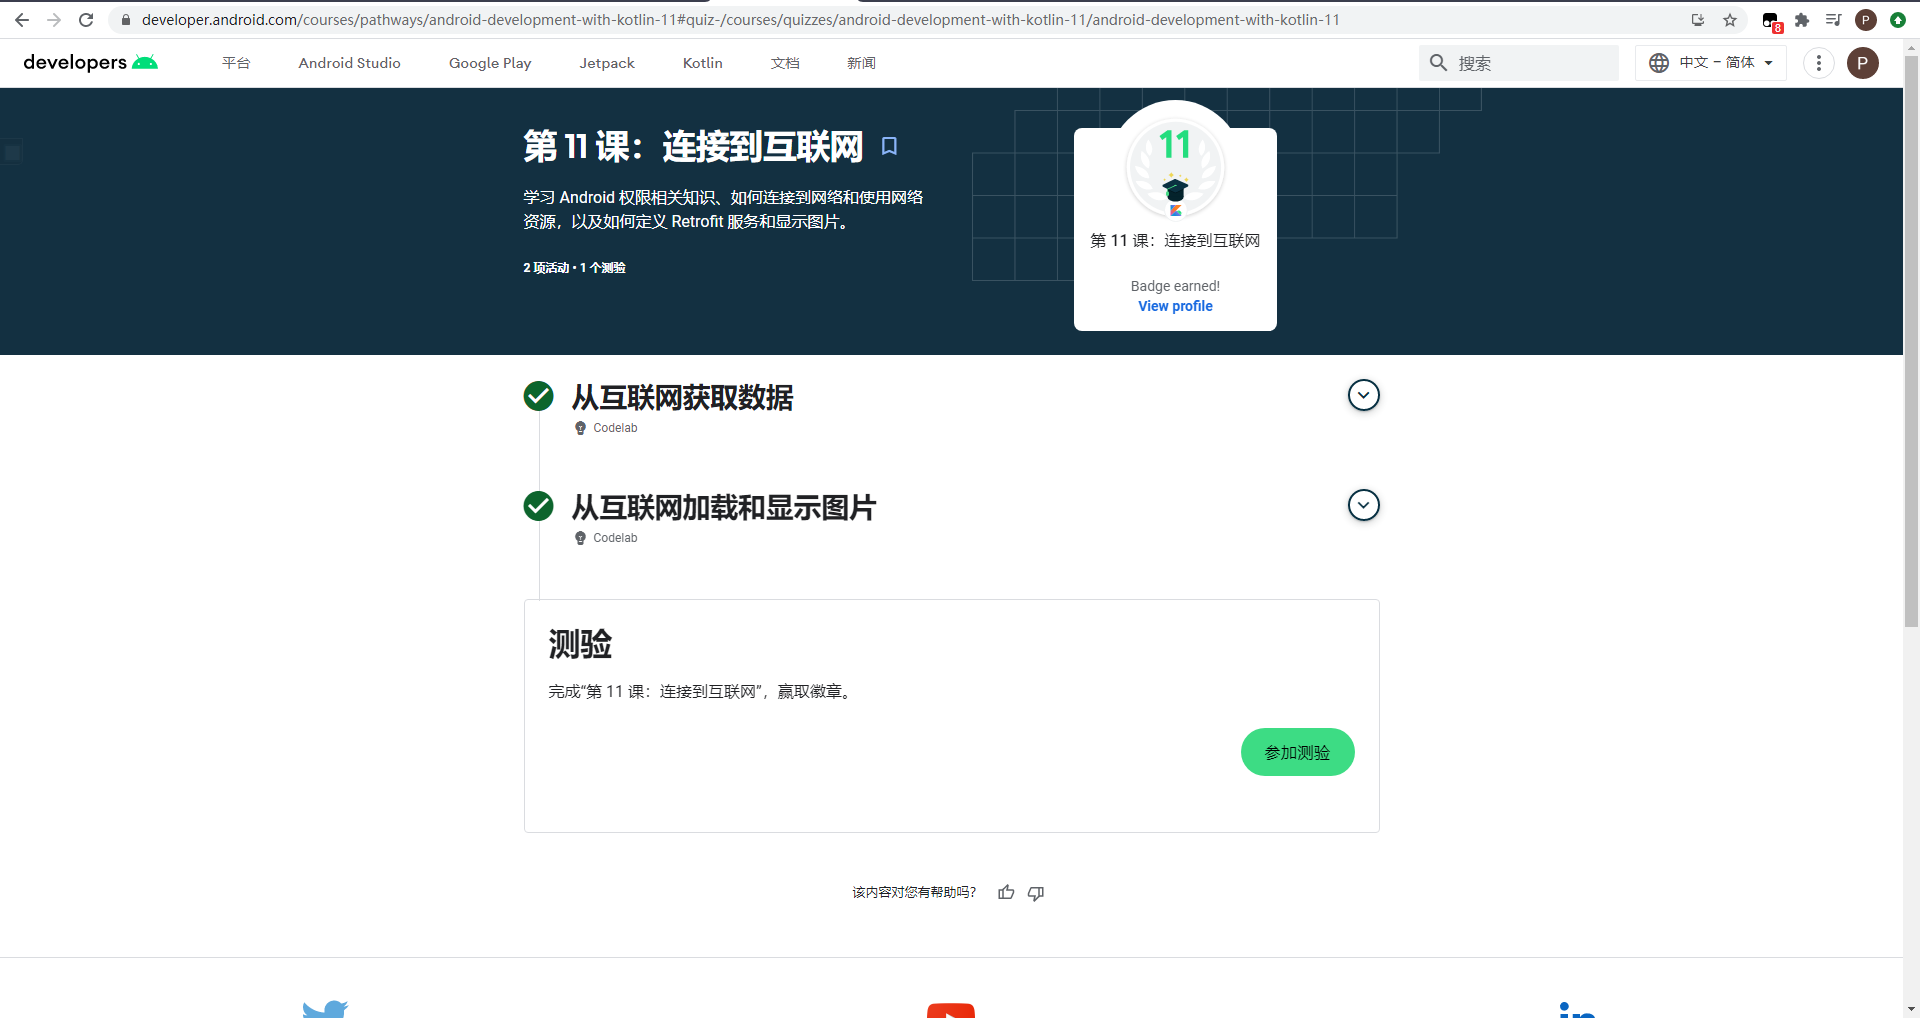 developer.android.com/courses/pathways/android-development-with-kotlin-11#quiz-/courses/quizzes/android-development-with-kotlin-11/android-development-with-kotlin-11
8
P
developers
平台
Android Studio
Google Play
Jetpack
Kotlin
文档
新闻
搜索
中文 – 简体
P
第 11 课：连接到互联网
学习 Android 权限相关知识、如何连接到网络和使用网络
资源，以及如何定义 Retrofit 服务和显示图片。
2 项活动 • 1 个测验
11
第 11 课：连接到互联网
Badge earned!
View profile
从互联网获取数据
Codelab
从互联网加载和显示图片
Codelab
测验
完成“第 11 课：连接到互联网”，赢取徽章。
参加测验
该内容对您有帮助吗？
in